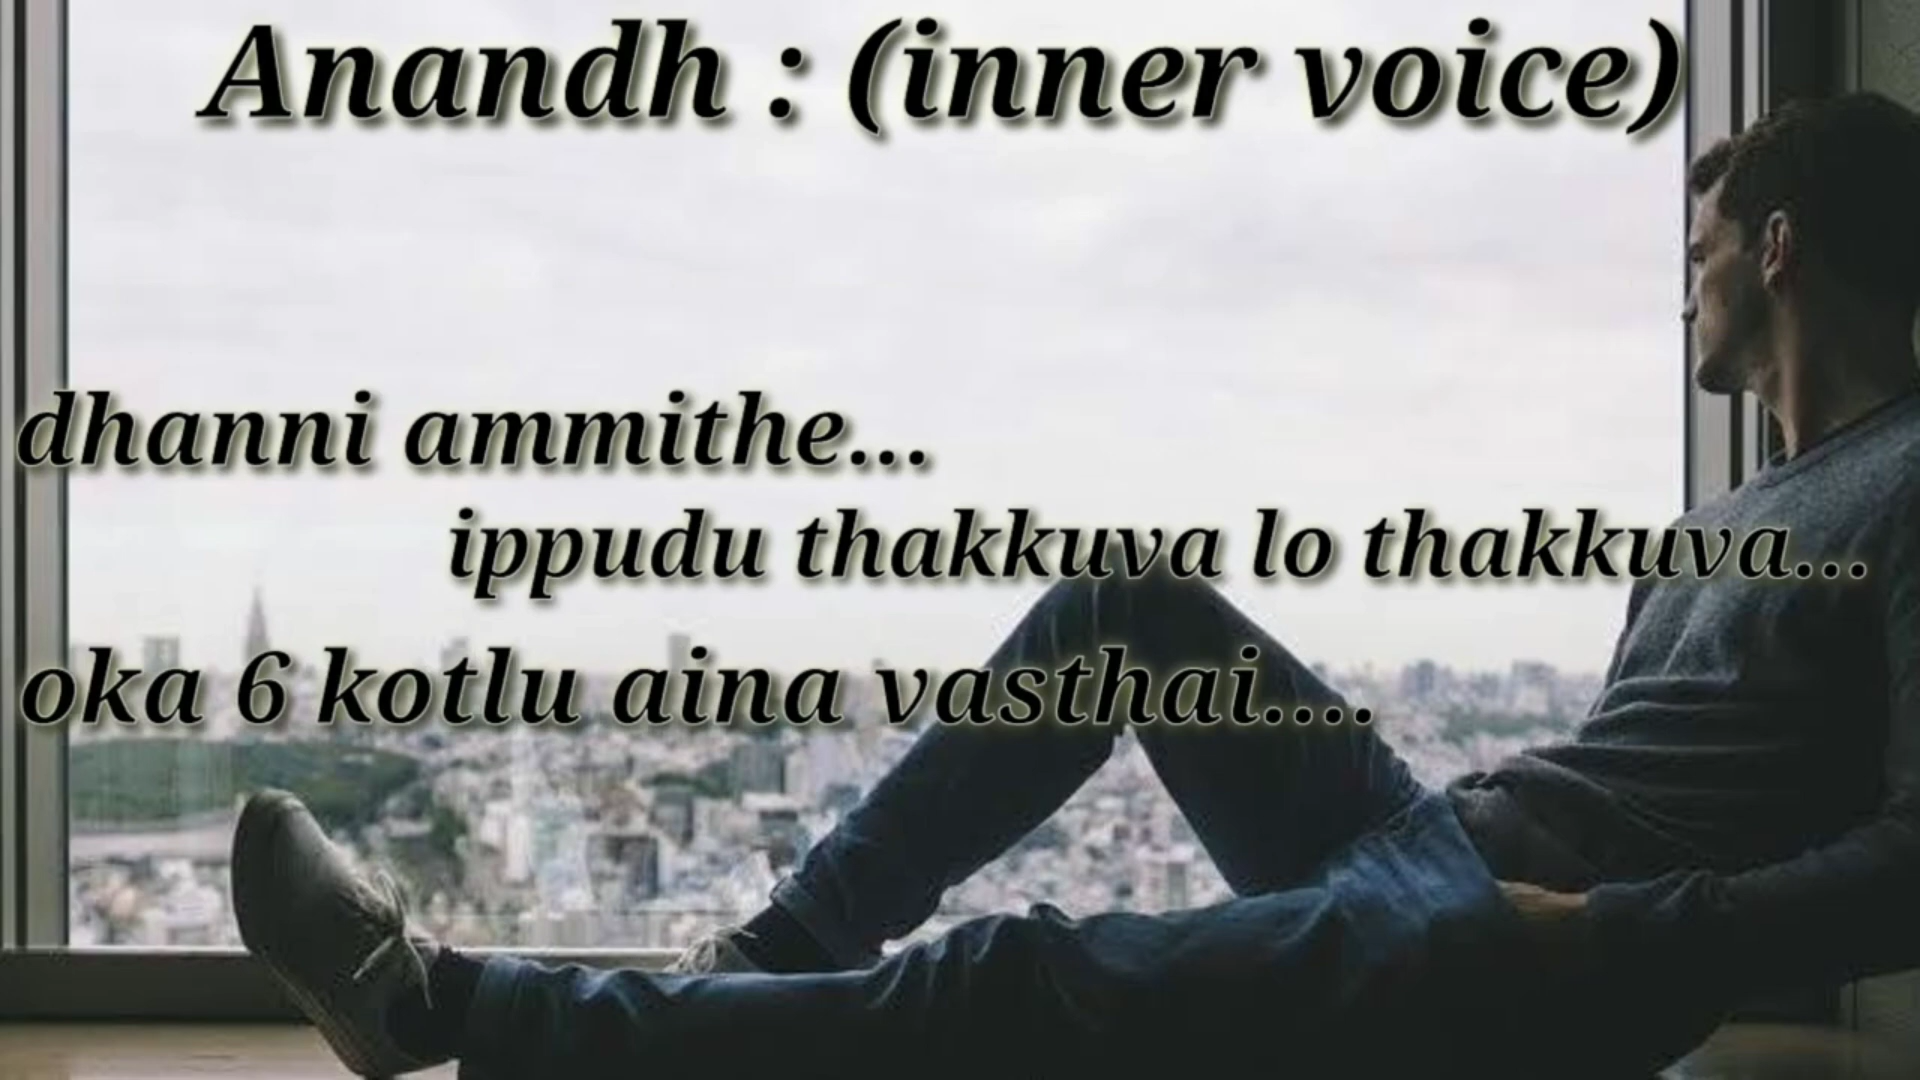 Anandh : (inner voice)
dhanni ammithe...
ippudu thakkuva lo thakkuva...
oka 6 kotlu aina vasthai....